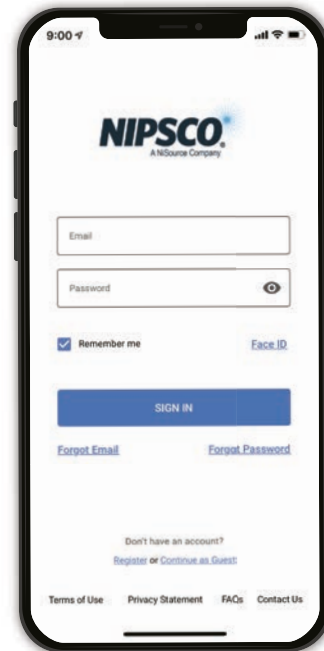 9:00
NIPSCO®
A NiSource Company
Email
Password
Remember me Face ID
SIGN IN
Forgot Email Forgot Password
Don't have an account?
Register or Continue as Guest
Terms of Use Privacy Statement FAQs Contact Us